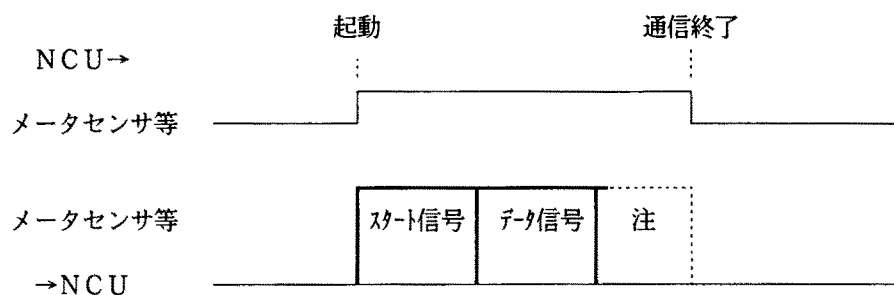 起動
通信終了
ＮＣＵ→
メータセンサ等
メータセンサ等
ｽﾀｰﾄ信号
ﾃﾞｰﾀ信号
注
→ＮＣＵ